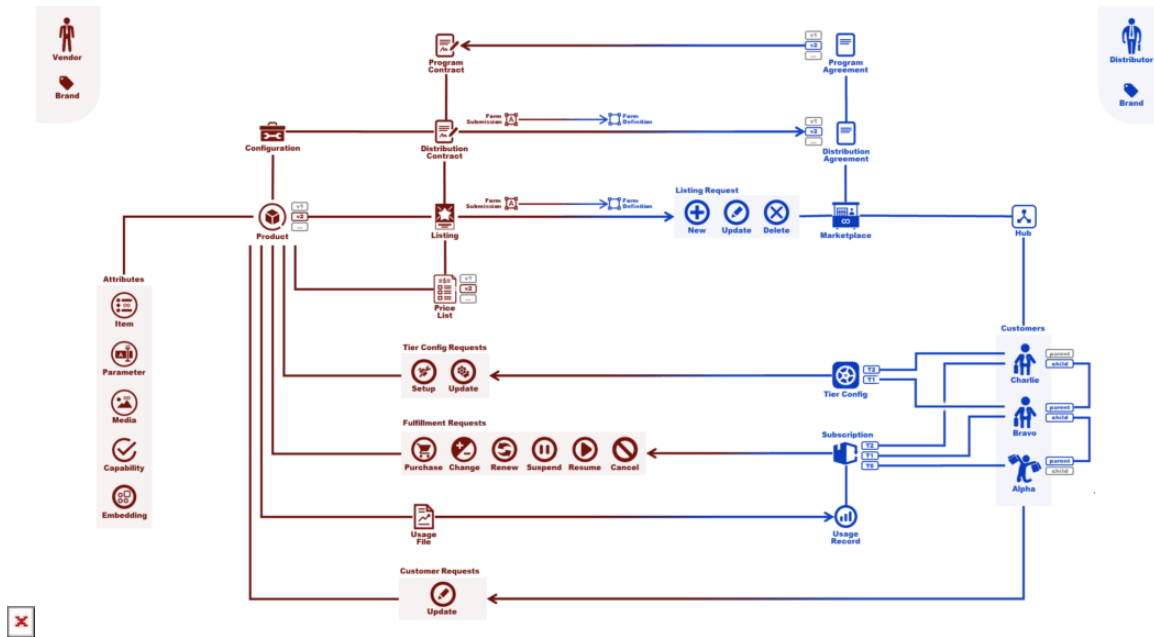 Vendor
Brand
Distributor
Brand
Program
Contract
v1
v2
...
Program
Agreement
Configuration
Form
Submission
A
Form
Definition
Distribution
Contract
v1
v2
...
Distribution
Agreement
Product
v1
v2
...
Form
Submission
A
Form
Definition
Listing
Listing Request
New
Update
Delete
Marketplace
Hub
Attributes
Item
Parameter
Media
Capability
Embedding
$$$
v1
v2
...
Price
List
Tier Config Requests
Setup
Update
T2
T1
Tier Config
Customers
parent
child
Charlie
parent
child
Bravo
parent
child
Alpha
Fulfillment Requests
Purchase
Change
Renew
Suspend
Resume
Cancel
Subscription
T2
T1
T0
Usage
File
Usage
Record
Customer Requests
Update